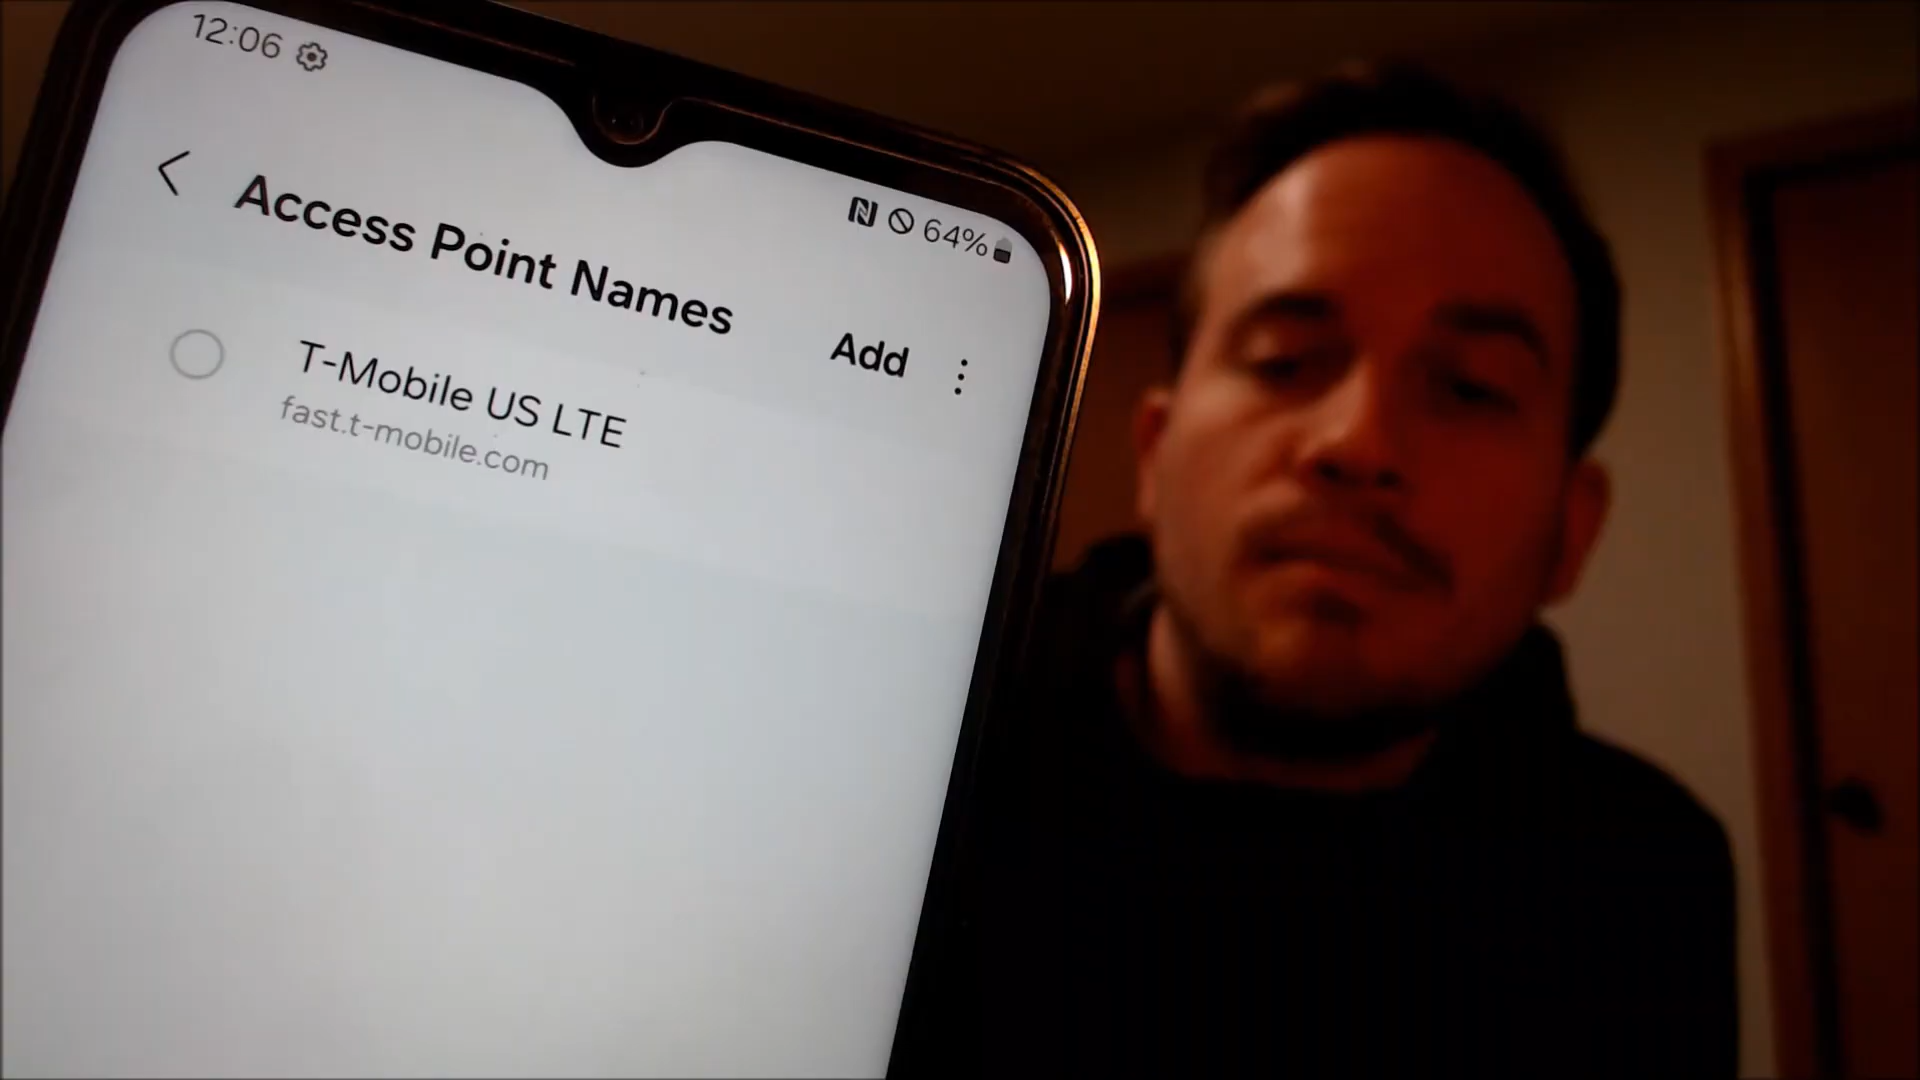 12:06
64%
Access Point Names
Add
T-Mobile US LTE
fast.t-mobile.com